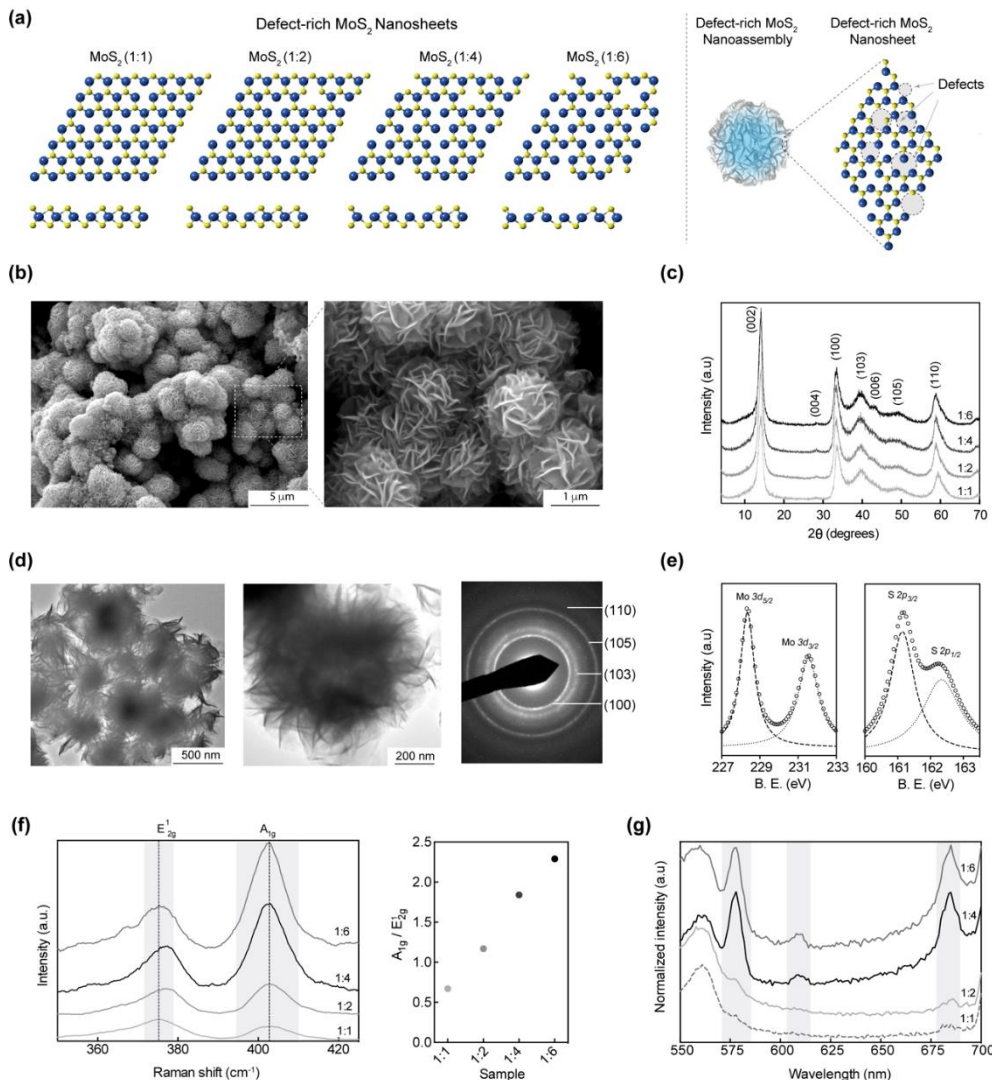 (a)
Defect-rich MoS2 Nanosheets
MoS2 (1:1)
MoS2 (1:2)
MoS2 (1:4)
MoS2 (1:6)
Defect-rich MoS2
Nanoassembly
Defect-rich MoS2
Nanosheet
Defects
(b)
5 µm
1 µm
(c)
Intensity (a.u)
(002)
(004)
(100)
(103)
(006)
(105)
(110)
1:6
1:4
1:2
1:1
10 20 30 40 50 60 70
2θ (degrees)
(d)
500 nm
200 nm
(110)
(105)
(103)
(100)
(e)
Intensity (a.u)
Mo 3d5/2
Mo 3d3/2
227 229 231 233
B. E. (eV)
S 2p3/2
S 2p1/2
160 161 162 163
B. E. (eV)
(f)
Intensity (a.u.)
E12g
A1g
1:6
1:4
1:2
1:1
360 380 400 420
Raman shift (cm-1)
A1g / E12g
2.5
2.0
1.5
1.0
0.5
0.0
1:1 1:2 1:4 1:6
Sample
(g)
Normalized intensity (a.u)
1:6
1:4
1:2
1:1
550 575 600 625 650 675 700
Wavelength (nm)